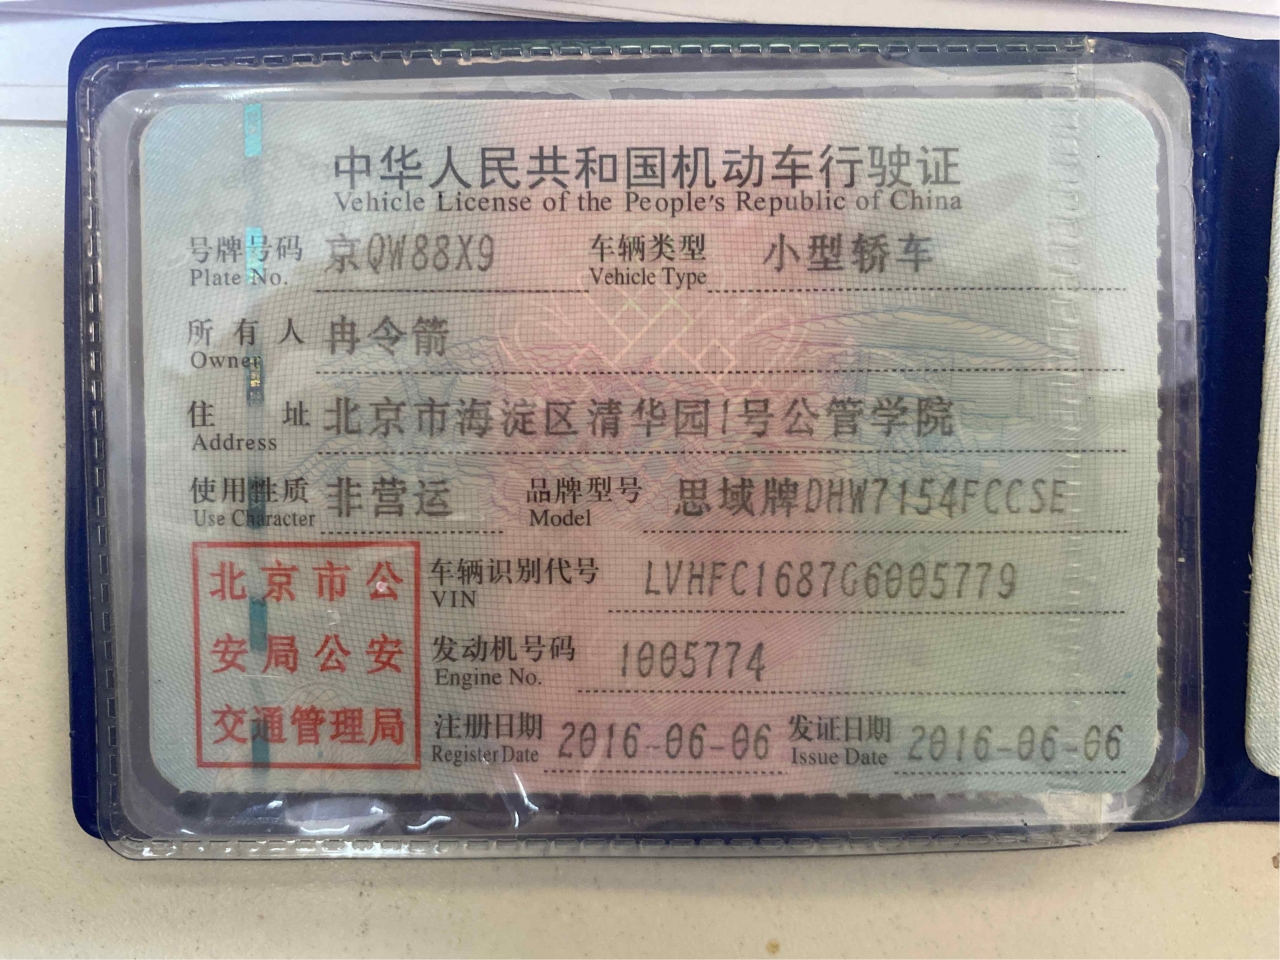 中华人民共和国机动车行驶证
Vehicle License of the People's Republic of China
号牌号码 京QW88X9 车辆类型 小型轿车
Plate No. Vehicle Type
所有人 冉令箭
Owner
住址 北京市海淀区清华园1号公管学院
Address
使用性质 非营运 品牌型号 思域牌DHW7154FCCSE
Use Character Model
北京市公
安局公安
交通管理局
车辆识别代号 LVHFC1687G6005779
VIN
发动机号码 1005774
Engine No.
注册日期 2016-06-06 发证日期 2016-06-06
Register Date Issue Date